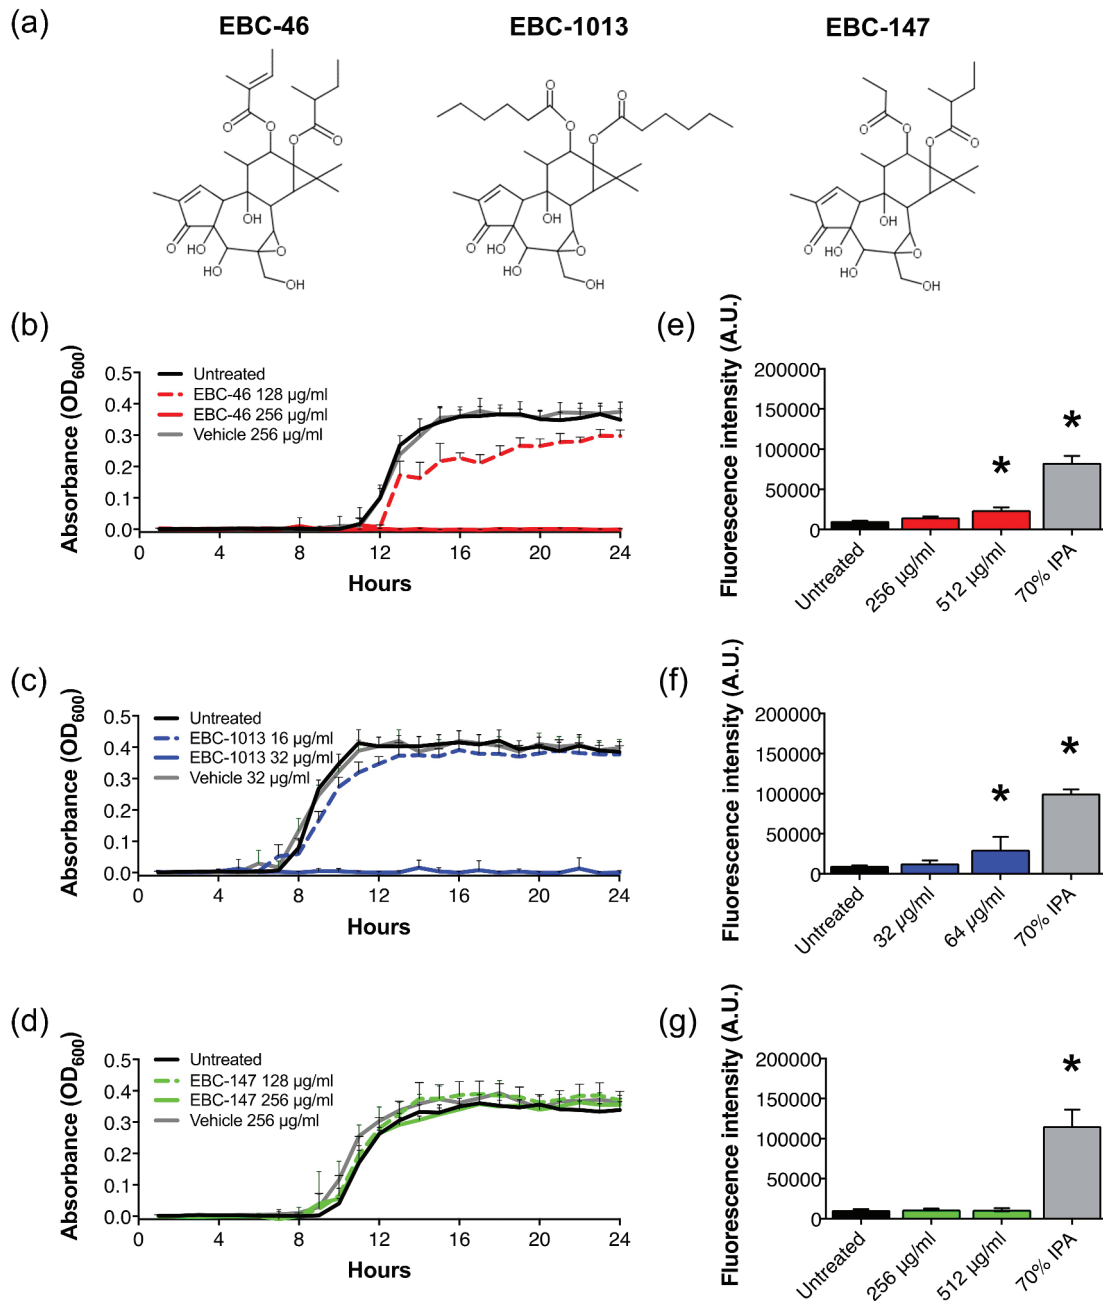 (a)
EBC-46
EBC-1013
EBC-147
O
O
O
O
OH
O
HO
HO
O
OH
O
O
O
O
OH
O
HO
HO
O
OH
O
O
O
O
OH
O
HO
HO
O
OH
(b)
Absorbance (OD600)
0.5
0.4
0.3
0.2
0.1
0.0
Untreated
EBC-46 128 µg/ml
EBC-46 256 µg/ml
Vehicle 256 µg/ml
0 4 8 12 16 20 24
Hours
(e)
Fluorescence intensity (A.U.)
200000
150000
100000
50000
0
*
*
Untreated
256 µg/ml
512 µg/ml
70% IPA
(c)
Absorbance (OD600)
0.5
0.4
0.3
0.2
0.1
0.0
Untreated
EBC-1013 16 µg/ml
EBC-1013 32 µg/ml
Vehicle 32 µg/ml
0 4 8 12 16 20 24
Hours
(f)
Fluorescence intensity (A.U.)
200000
150000
100000
50000
0
*
*
Untreated
32 µg/ml
64 µg/ml
70% IPA
(d)
Absorbance (OD600)
0.5
0.4
0.3
0.2
0.1
0.0
Untreated
EBC-147 128 µg/ml
EBC-147 256 µg/ml
Vehicle 256 µg/ml
0 4 8 12 16 20 24
Hours
(g)
Fluorescence intensity (A.U.)
200000
150000
100000
50000
0
*
Untreated
256 µg/ml
512 µg/ml
70% IPA